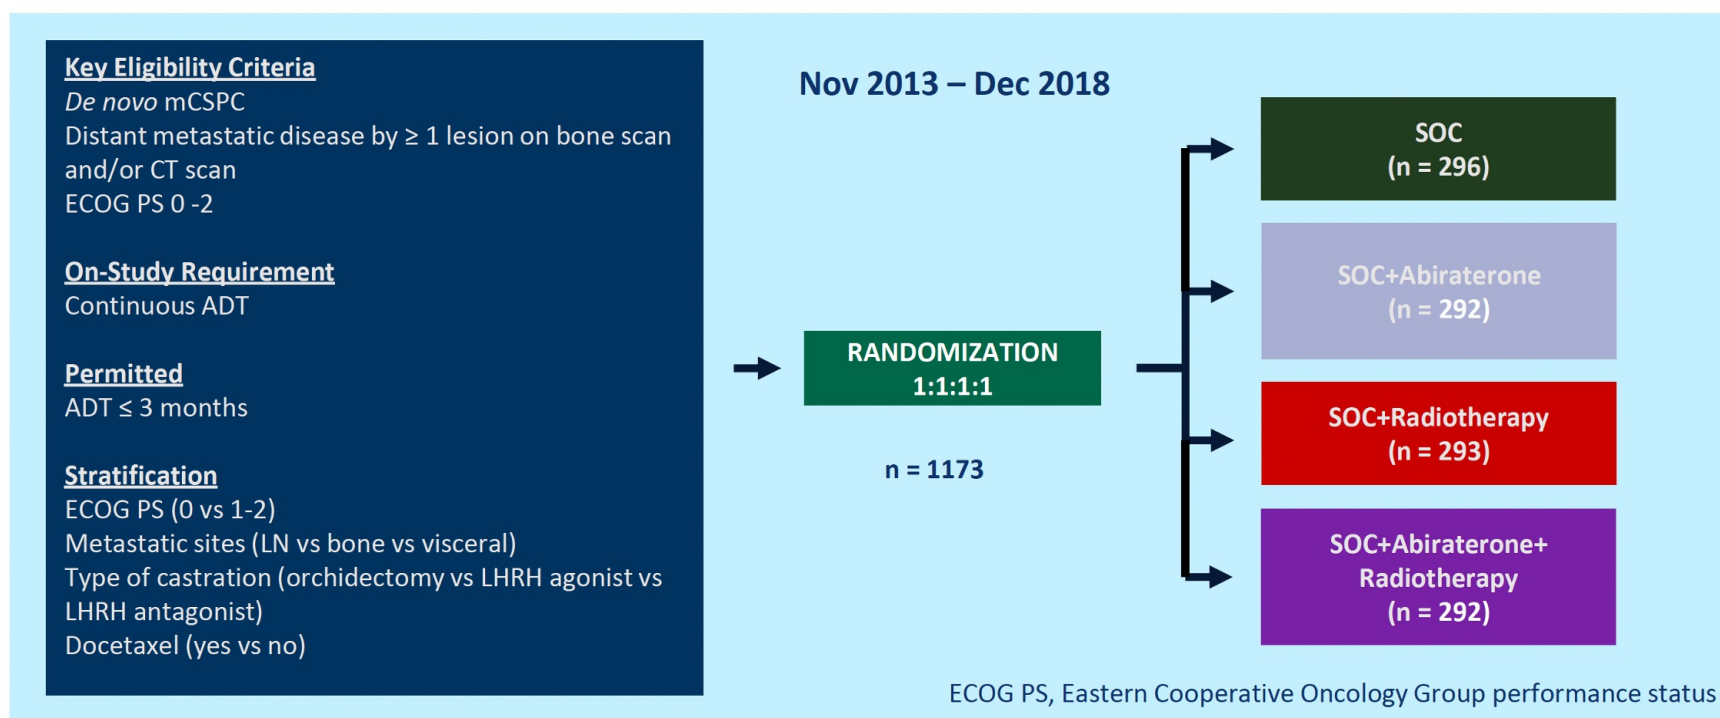 Key Eligibility Criteria
De novo mCSPC
Distant metastatic disease by ≥ 1 lesion on bone scan
and/or CT scan
ECOG PS 0 -2
On-Study Requirement
Continuous ADT
Permitted
ADT ≤ 3 months
Stratification
ECOG PS (0 vs 1-2)
Metastatic sites (LN vs bone vs visceral)
Type of castration (orchidectomy vs LHRH agonist vs
LHRH antagonist)
Docetaxel (yes vs no)
Nov 2013 – Dec 2018
RANDOMIZATION
1:1:1:1
n = 1173
SOC
(n = 296)
SOC+Abiraterone
(n = 292)
SOC+Radiotherapy
(n = 293)
SOC+Abiraterone+
Radiotherapy
(n = 292)
ECOG PS, Eastern Cooperative Oncology Group performance status